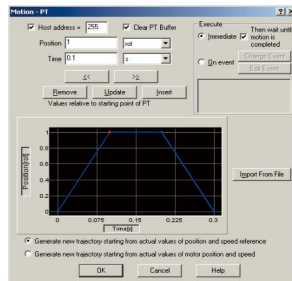 Motion - PT
Host address = 255
Clear PT Buffer
Position 1 rot
Time 0.1 s
<< >>
Remove Update Insert
Values relative to starting point of PT
Execute
Immediate
Then wait until motion is completed
On event
Change Event
Edit Event
Position[rot]
1
0.8
0.6
0.4
0.2
0
0 0.075 0.15 0.225 0.3
Time[s]
Import From File
Generate new trajectory starting from actual values of position and speed reference
Generate new trajectory starting from actual values of motor position and speed
OK Cancel Help